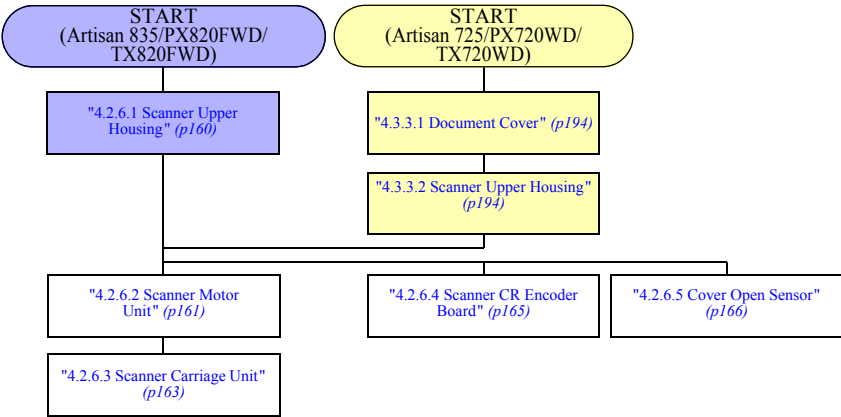 START
(Artisan 835/PX820FWD/
TX820FWD)
START
(Artisan 725/PX720WD/
TX720WD)
"4.2.6.1 Scanner Upper
Housing" (p160)
"4.3.3.1 Document Cover" (p194)
"4.3.3.2 Scanner Upper Housing"
(p194)
"4.2.6.2 Scanner Motor
Unit" (p161)
"4.2.6.4 Scanner CR Encoder
Board" (p165)
"4.2.6.5 Cover Open Sensor"
(p166)
"4.2.6.3 Scanner Carriage Unit"
(p163)